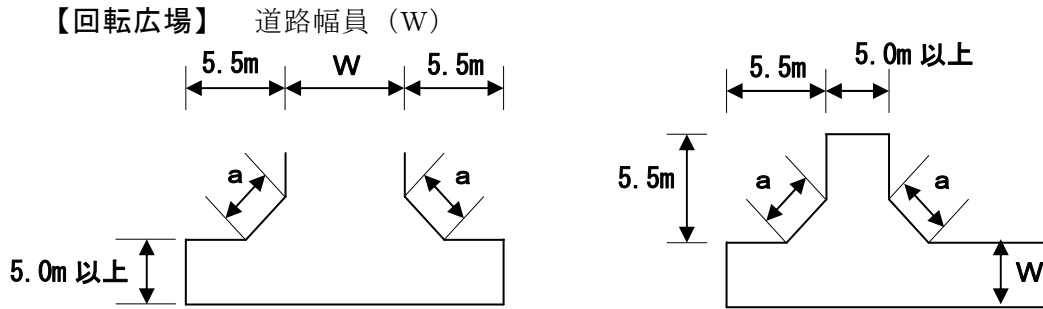 【回転広場】 道路幅員（W）
5.5m W 5.5m
a a
5.0m 以上
5.5m 5.0m 以上
5.5m a a
W